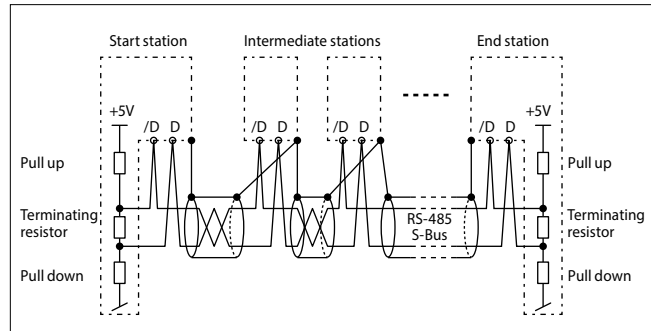 Start station
Intermediate stations
End station
+5V
/D D
/D D
/D D
/D D
+5V
Pull up
Pull up
Terminating
resistor
RS-485
S-Bus
Terminating
resistor
Pull down
Pull down